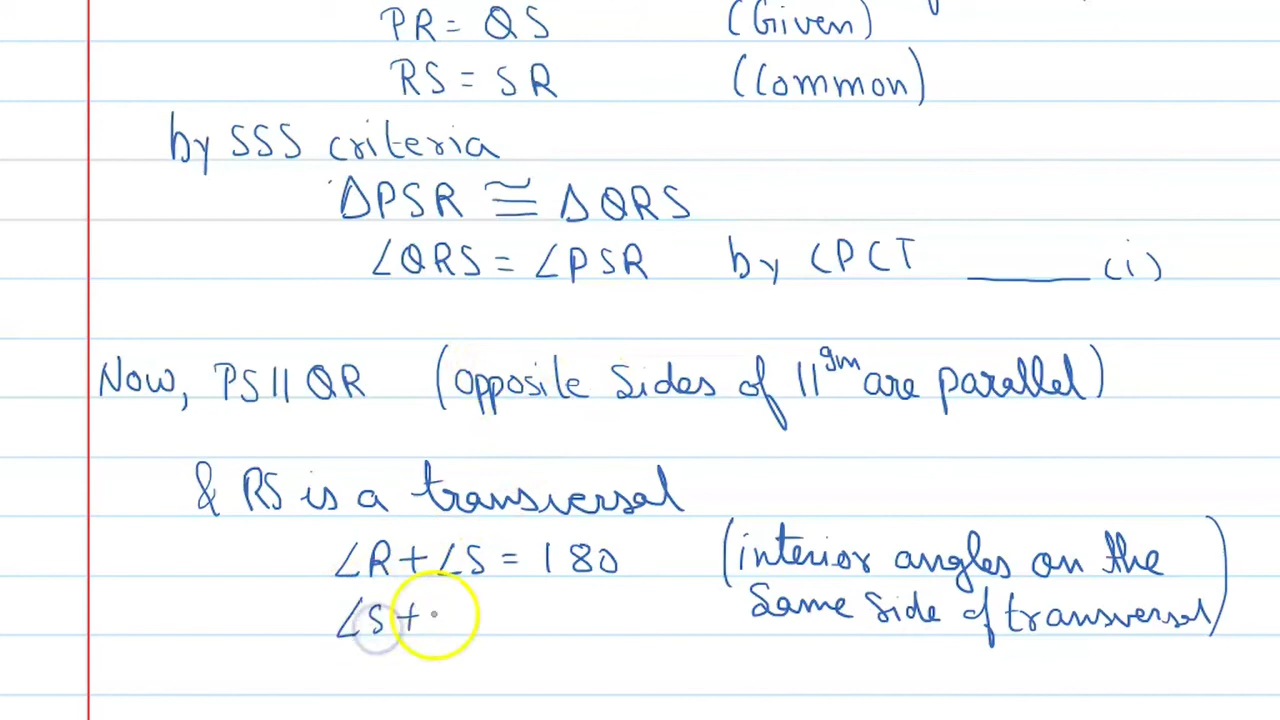 PR = QS (Given)
RS = SR (Common)
by SSS criteria
ΔPSR ≅ ΔQRS
∠QRS = ∠PSR by CPCT ____ (i)
Now, PS || QR (opposite sides of ||gm are parallel)
& RS is a transversal
∠R + ∠S = 180 (interior angles on the
∠S + same side of transversal)